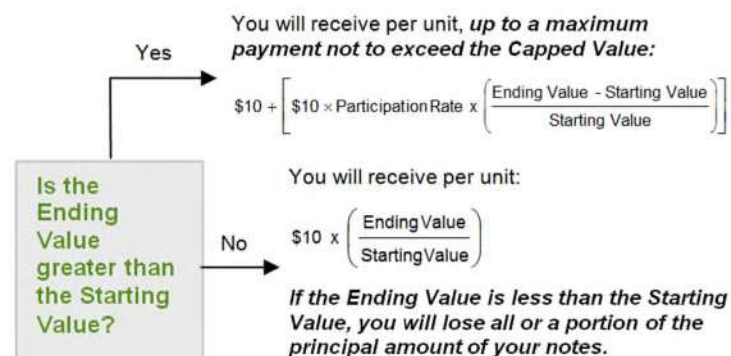 You will receive per unit, up to a maximum
payment not to exceed the Capped Value:
Yes
$10 + [ $10 × Participation Rate x ( Ending Value - Starting Value / Starting Value ) ]
Is the
Ending
Value
greater than
the Starting
Value?
No
You will receive per unit:
$10 x ( Ending Value / Starting Value )
If the Ending Value is less than the Starting
Value, you will lose all or a portion of the
principal amount of your notes.